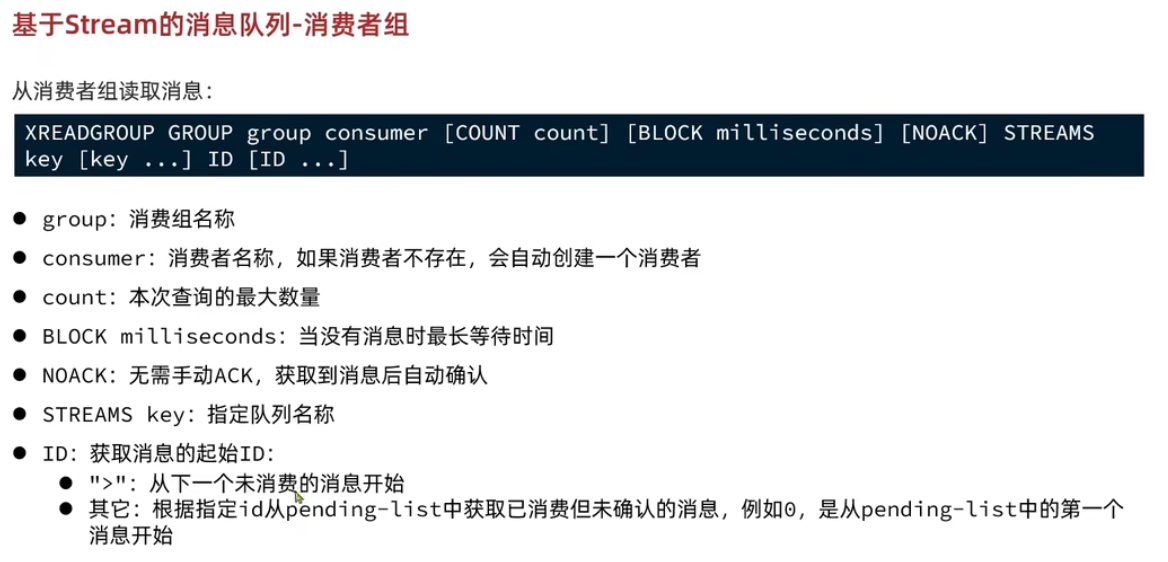 基于Stream的消息队列-消费者组
从消费者组读取消息：
XREADGROUP GROUP group consumer [COUNT count] [BLOCK milliseconds] [NOACK] STREAMS
key [key ...] ID [ID ...]
● group：消费组名称
● consumer：消费者名称，如果消费者不存在，会自动创建一个消费者
● count：本次查询的最大数量
● BLOCK milliseconds：当没有消息时最长等待时间
● NOACK：无需手动ACK，获取到消息后自动确认
● STREAMS key：指定队列名称
● ID：获取消息的起始ID：
● ">"：从下一个未消费的消息开始
● 其它：根据指定id从pending-list中获取已消费但未确认的消息，例如0，是从pending-list中的第一个
消息开始